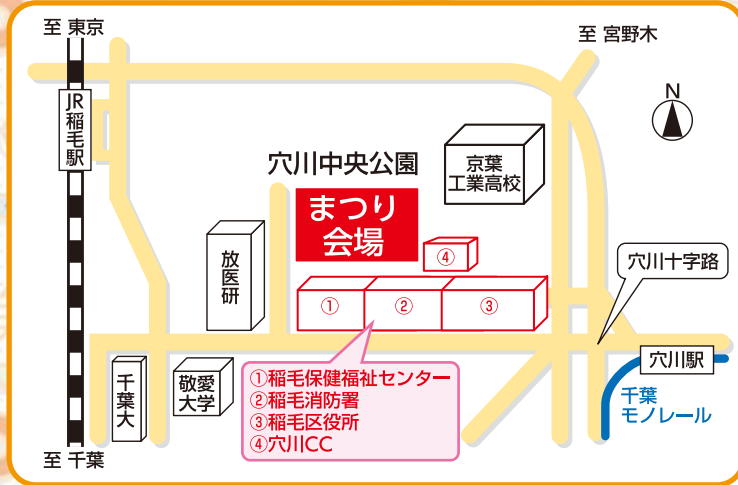 至 東京
至 宮野木
JR
稲毛駅
N
穴川中央公園
まつり
会場
京葉
工業高校
放医研
④
① ② ③
穴川十字路
穴川駅
千葉
モノレール
千葉大
敬愛
大学
①稲毛保健福祉センター
②稲毛消防署
③稲毛区役所
④穴川CC
至 千葉